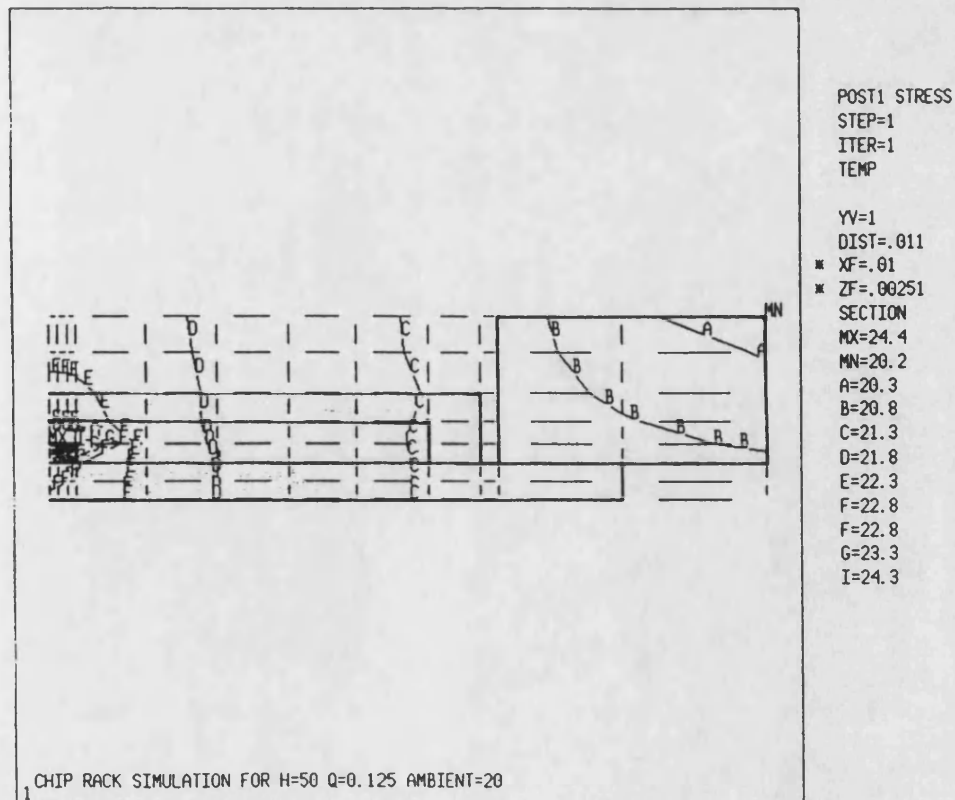 POST1 STRESS
STEP=1
ITER=1
TEMP
YV=1
DIST=.011
* XF=.01
* ZF=.00251
SECTION
MX=24.4
MN=20.2
A=20.3
B=20.8
C=21.3
D=21.8
E=22.3
F=22.8
F=22.8
G=23.3
I=24.3
MN
D C B A
D C B A
E D C B
E B
B B B
1 CHIP RACK SIMULATION FOR H=50 Q=0.125 AMBIENT=20